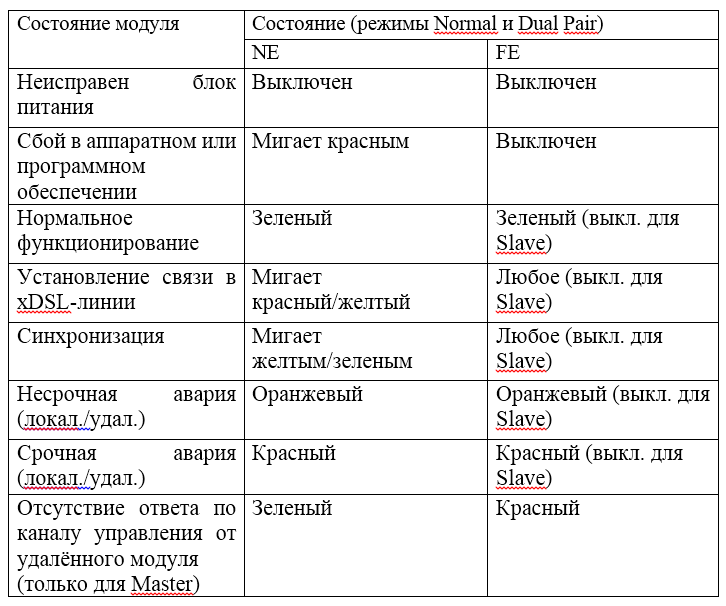 Состояние модуля
Состояние (режимы Normal и Dual Pair)
NE
FE
Неисправен блок
питания
Выключен
Выключен
Сбой в аппаратном или
программном
обеспечении
Мигает красным
Выключен
Нормальное
функционирование
Зеленый
Зеленый (выкл. для
Slave)
Установление связи в
xDSL-линии
Мигает
красный/желтый
Любое (выкл. для
Slave)
Синхронизация
Мигает
желтым/зеленым
Любое (выкл. для
Slave)
Несрочная авария
(локал./удал.)
Оранжевый
Оранжевый (выкл. для
Slave)
Срочная авария
(локал./удал.)
Красный
Красный (выкл. для
Slave)
Отсутствие ответа по
каналу управления от
удалённого модуля
(только для Master)
Зеленый
Красный